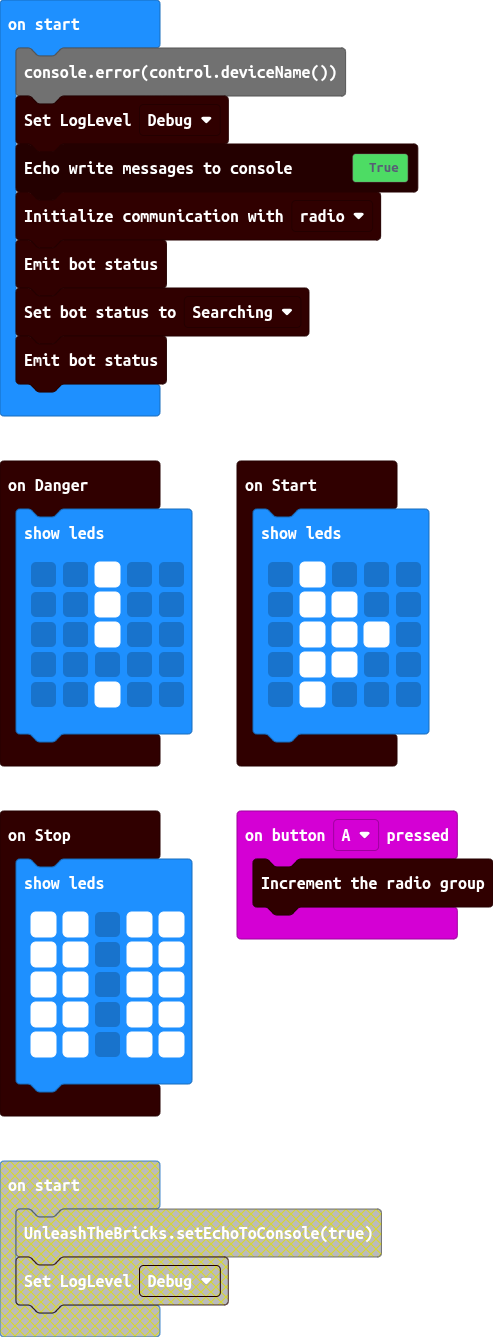 on start
console.error(control.deviceName())
Set LogLevel Debug
Echo write messages to console True
Initialize communication with radio
Emit bot status
Set bot status to Searching
Emit bot status
on Danger
show leds
on Start
show leds
on Stop
show leds
on button A pressed
Increment the radio group
on start
UnleashTheBricks.setEchoToConsole(true)
Set LogLevel Debug